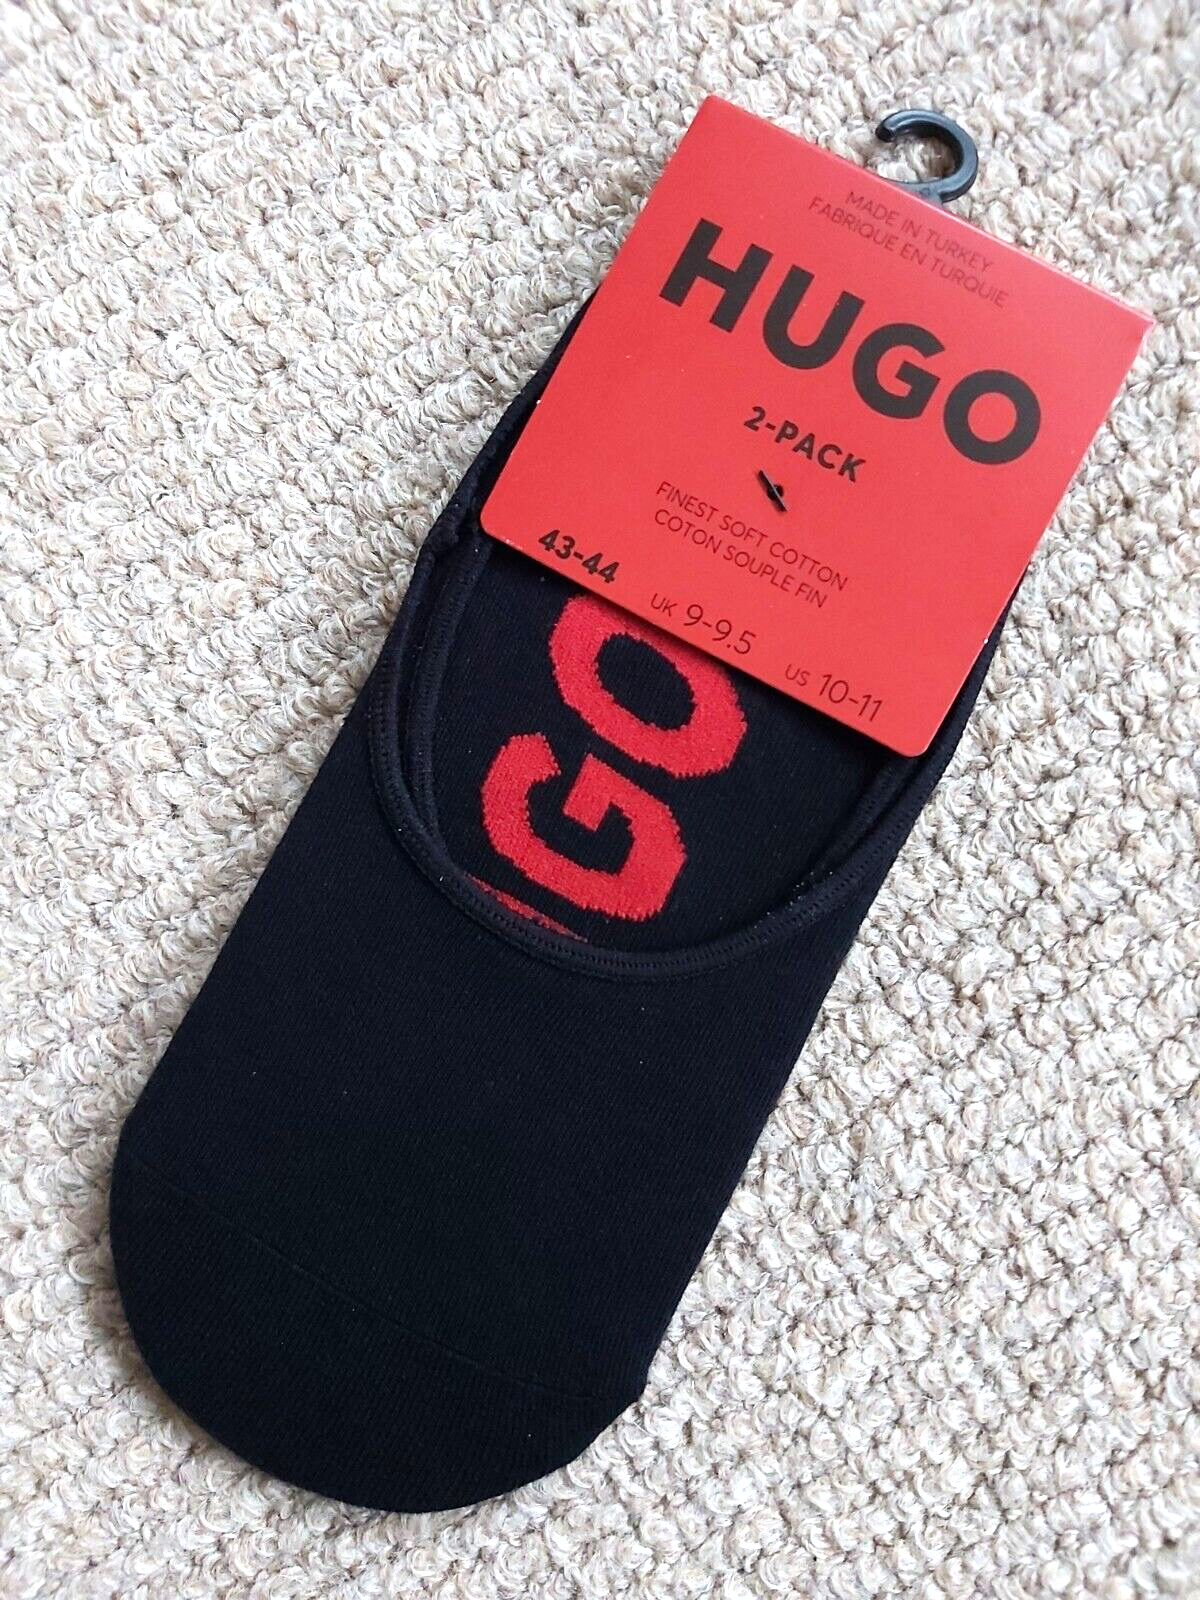 MADE IN TURKEY
FABRIQUE EN TURQUIE
HUGO
2-PACK
FINEST SOFT COTTON
COTON SOUPLE FIN
43-44
UK 9-9.5
US 10-11
GO